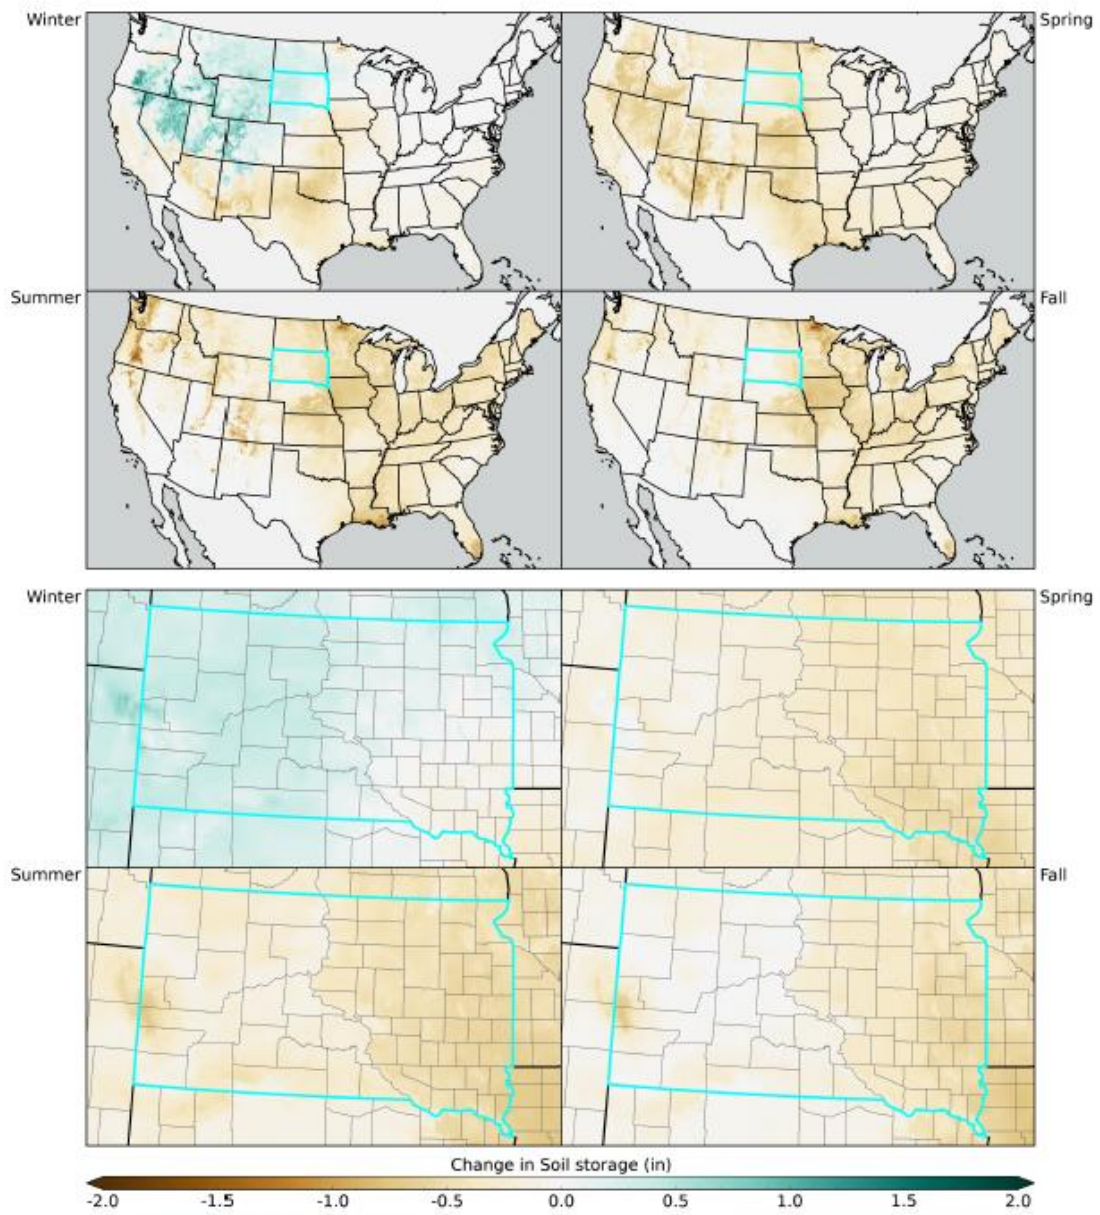 Winter
Spring
Summer
Fall
Winter
Spring
Summer
Fall
Change in Soil storage (in)
-2.0 -1.5 -1.0 -0.5 0.0 0.5 1.0 1.5 2.0